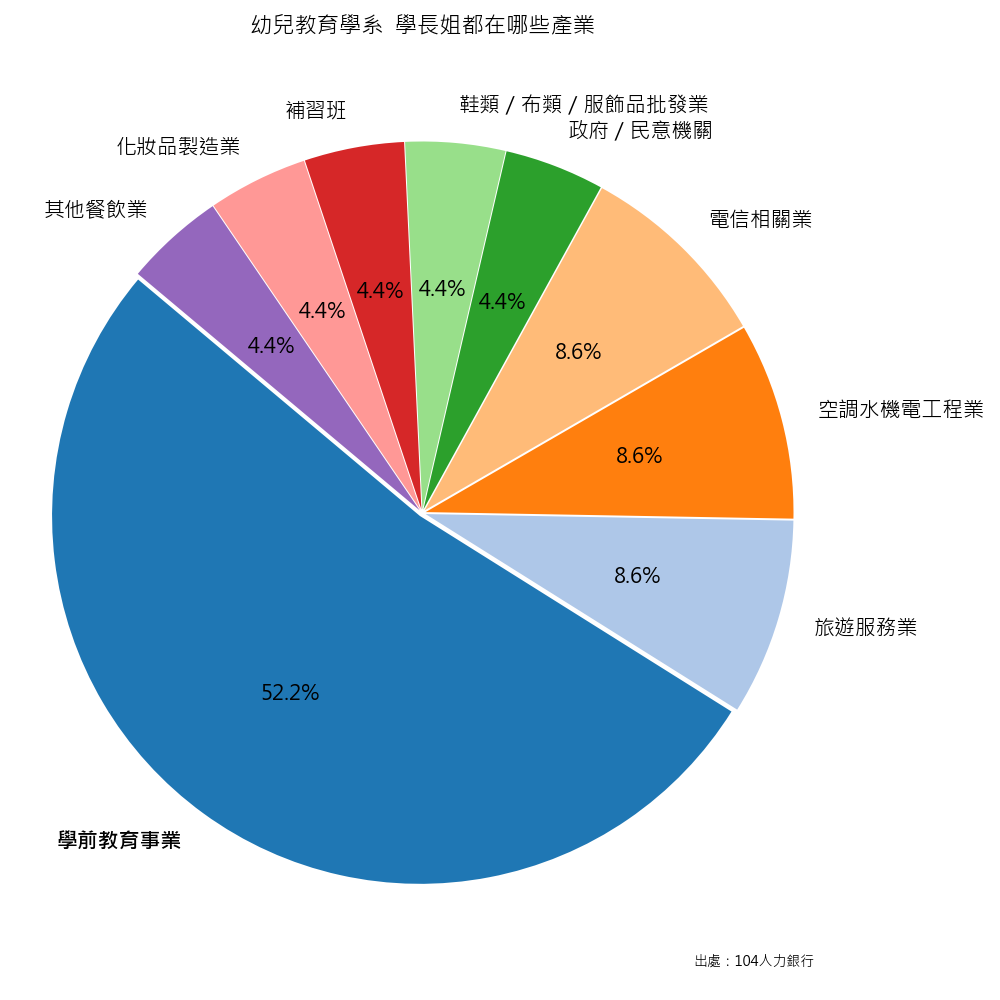 幼兒教育學系 學長姐都在哪些產業
鞋類 / 布類 / 服飾品批發業
補習班
政府 / 民意機關
化妝品製造業
其他餐飲業
電信相關業
4.4%
4.4%
4.4%
4.4%
4.4%
8.6%
空調水機電工程業
8.6%
8.6%
旅遊服務業
52.2%
學前教育事業
出處：104人力銀行